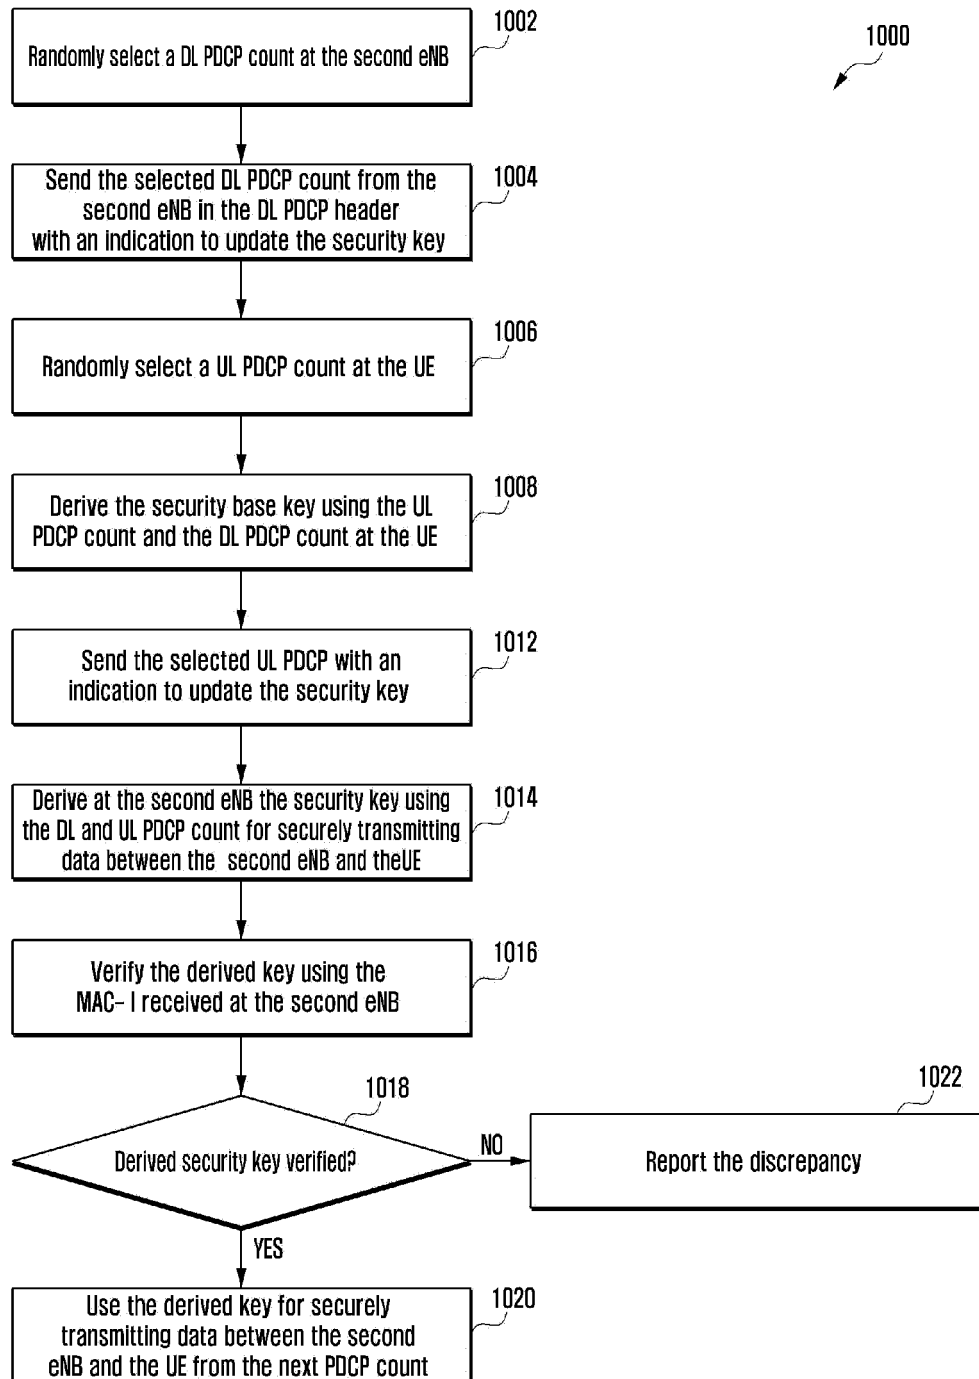 1002
1000
Randomly select a DL PDCP count at the second eNB
1004
Send the selected DL PDCP count from the
second eNB in the DL PDCP header
with an indication to update the security key
1006
Randomly select a UL PDCP count at the UE
1008
Derive the security base key using the UL
PDCP count and the DL PDCP count at the UE
1012
Send the selected UL PDCP with an
indication to update the security key
1014
Derive at the second eNB the security key using
the DL and UL PDCP count for securely transmitting
data between the second eNB and theUE
1016
Verify the derived key using the
MAC- I received at the second eNB
1018
1022
Derived security key verified?
NO
Report the discrepancy
YES
1020
Use the derived key for securely
transmitting data between the second
eNB and the UE from the next PDCP count